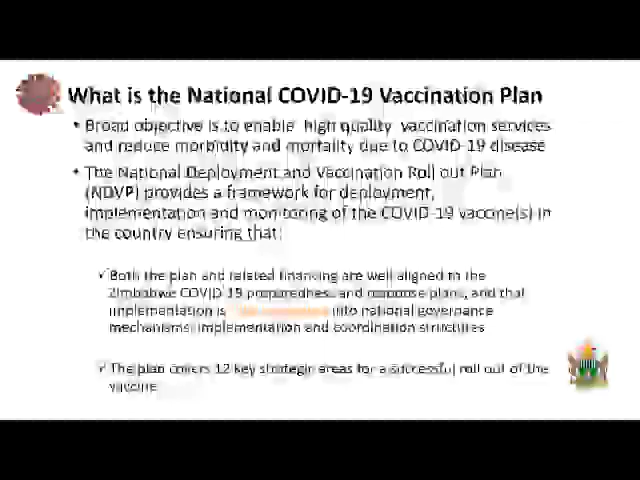 What is the National COVID-19 Vaccination Plan
• Broad objective is to enable high quality vaccination services
and reduce morbidity and mortality due to COVID-19 disease
• The National Deployment and Vaccination Roll out Plan
(NDVP) provides a framework for deployment,
implementation and monitoring of the COVID-19 vaccine(s) in
the country ensuring that:
✓ Both the plan and related financing are well aligned to the
Zimbabwe COVID 19 preparedness and response plans, and that
implementation is into national governance
mechanisms, implementation and coordination structures
✓ The plan covers 12 key strategic areas for a successful roll out of the
vaccine